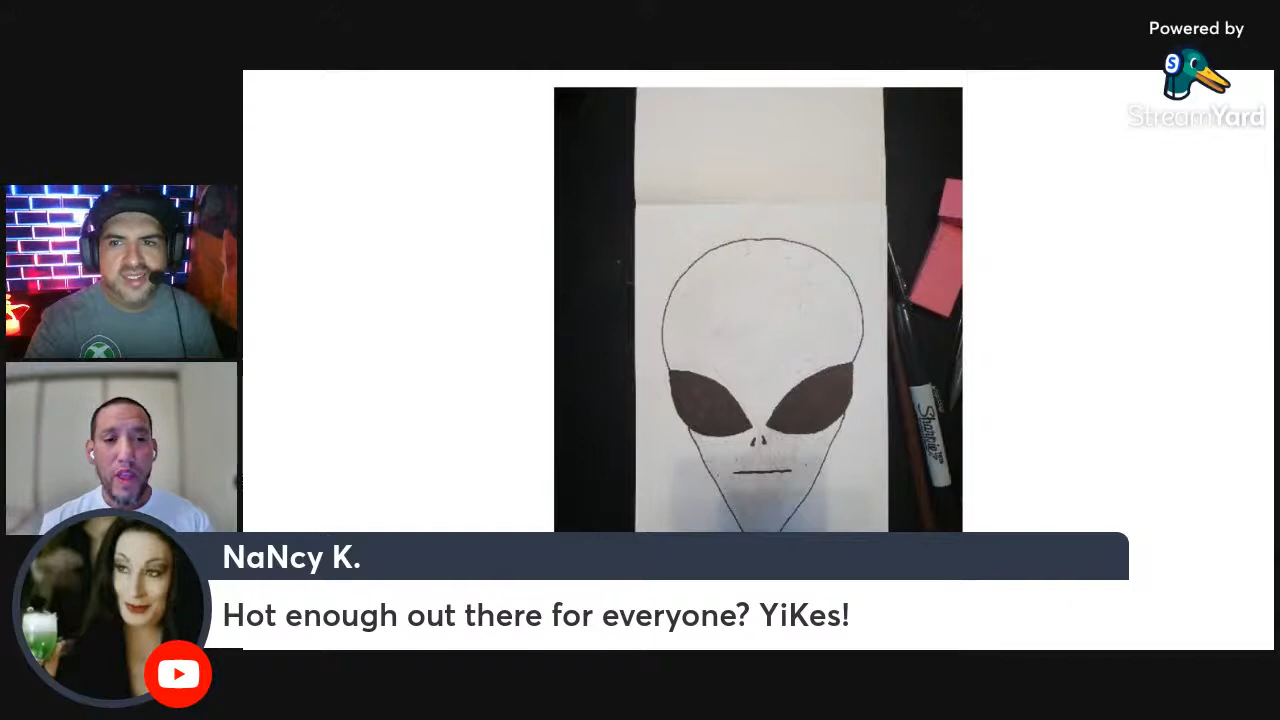 Powered by
StreamYard
Sharpie
NaNcy K.
Hot enough out there for everyone? YiKes!